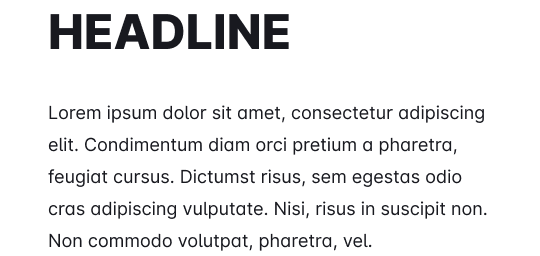 HEADLINE
Lorem ipsum dolor sit amet, consectetur adipiscing
elit. Condimentum diam orci pretium a pharetra,
feugiat cursus. Dictumst risus, sem egestas odio
cras adipiscing vulputate. Nisi, risus in suscipit non.
Non commodo volutpat, pharetra, vel.